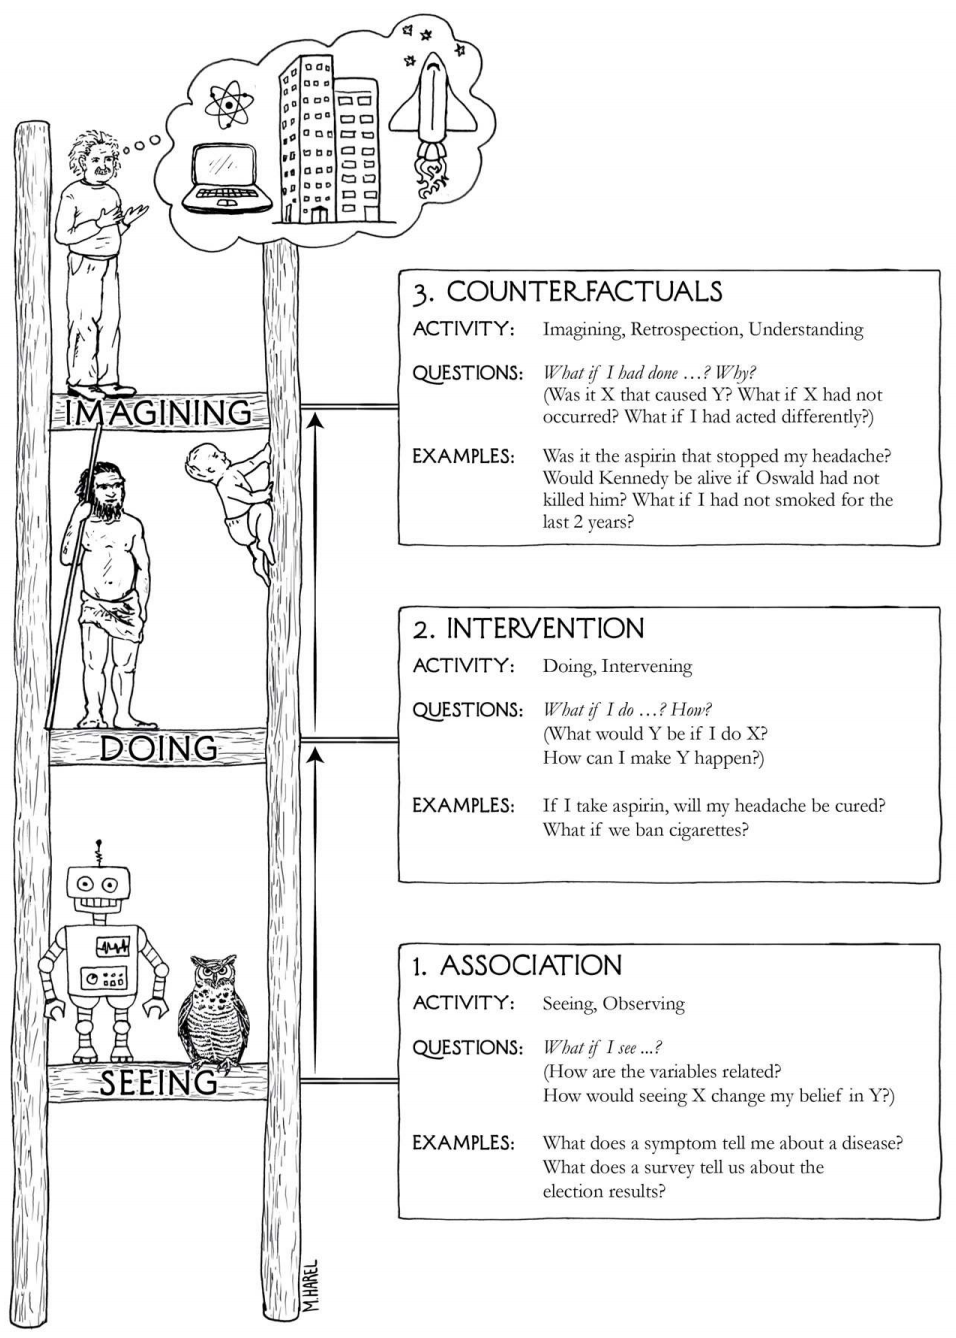 IMAGINING
DOING
SEEING
3. COUNTERFACTUALS
ACTIVITY: Imagining, Retrospection, Understanding
QUESTIONS: What if I had done …? Why?
(Was it X that caused Y? What if X had not
occurred? What if I had acted differently?)
EXAMPLES: Was it the aspirin that stopped my headache?
Would Kennedy be alive if Oswald had not
killed him? What if I had not smoked for the
last 2 years?
2. INTERVENTION
ACTIVITY: Doing, Intervening
QUESTIONS: What if I do …? How?
(What would Y be if I do X?
How can I make Y happen?)
EXAMPLES: If I take aspirin, will my headache be cured?
What if we ban cigarettes?
1. ASSOCIATION
ACTIVITY: Seeing, Observing
QUESTIONS: What if I see ...?
(How are the variables related?
How would seeing X change my belief in Y?)
EXAMPLES: What does a symptom tell me about a disease?
What does a survey tell us about the
election results?
M.HAREL